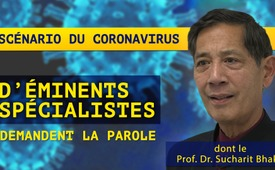 SCÉNARIO DU CORONAVIRUS
D'ÉMINENTS
SPÉCIALISTES
DEMANDENT LA PAROLE
dont le
Prof. Dr. Sucharit Bhak